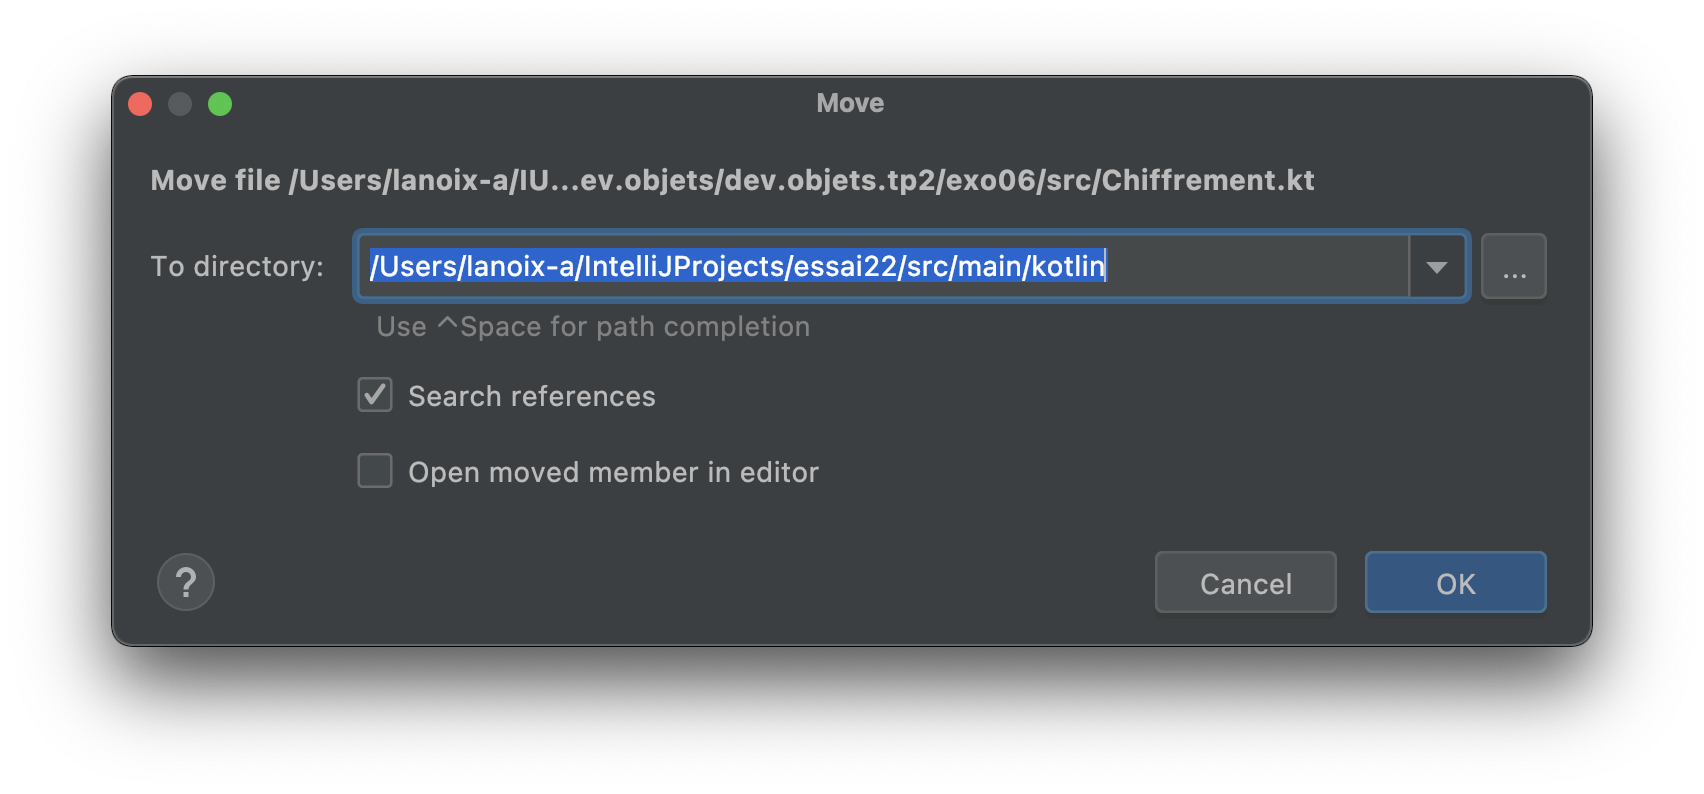 Move
Move file /Users/lanoix-a/IU...ev.objets/dev.objets.tp2/exo06/src/Chiffrement.kt
To directory: /Users/lanoix-a/IntelliJProjects/essai22/src/main/kotlin ...
Use ^Space for path completion
Search references
Open moved member in editor
? Cancel OK